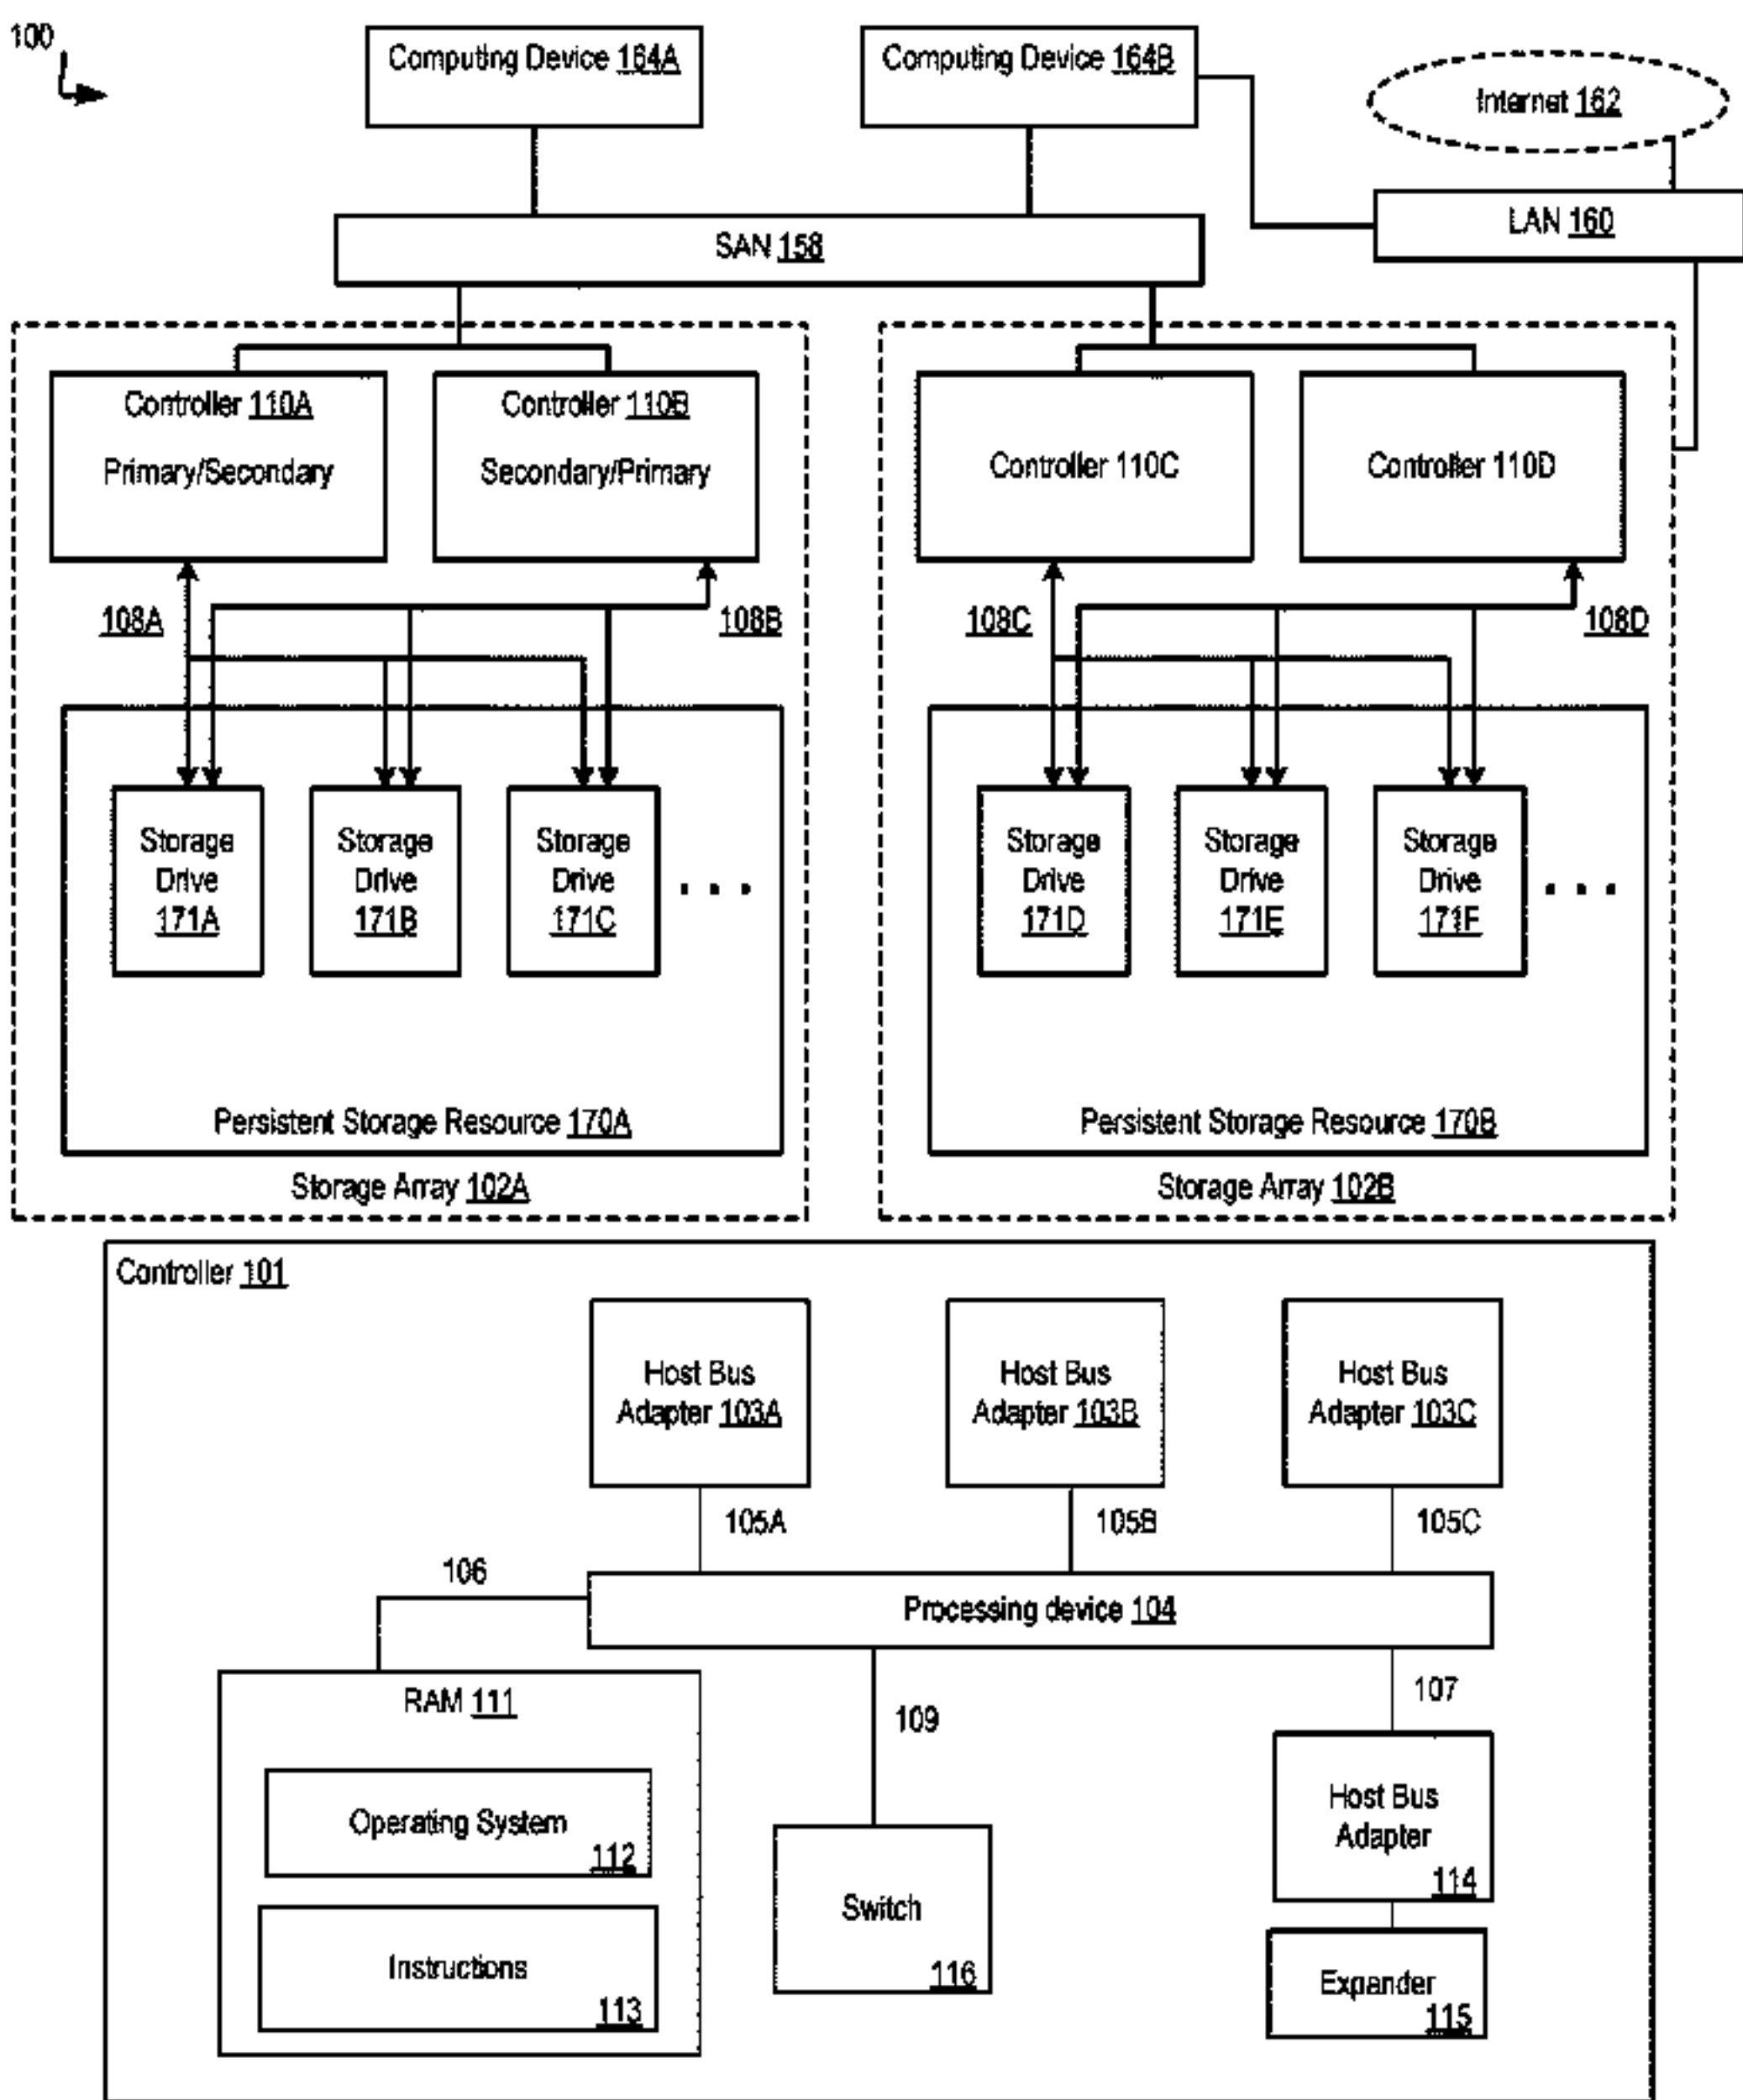 100
Computing Device 164A
Computing Device 164B
Internet 162
LAN 160
SAN 158
Controller 110A
Primary/Secondary
Controller 110B
Secondary/Primary
Controller 110C
Controller 110D
108A
108B
108C
108D
Storage
Drive
171A
Storage
Drive
171B
Storage
Drive
171C
. . .
Storage
Drive
171D
Storage
Drive
171E
Storage
Drive
171F
. . .
Persistent Storage Resource 170A
Persistent Storage Resource 170B
Storage Array 102A
Storage Array 102B
Controller 101
Host Bus
Adapter 103A
Host Bus
Adapter 103B
Host Bus
Adapter 103C
105A
105B
105C
106
Processing device 104
RAM 111
109
107
Operating System
112
Instructions
113
Switch
116
Host Bus
Adapter
114
Expander
115